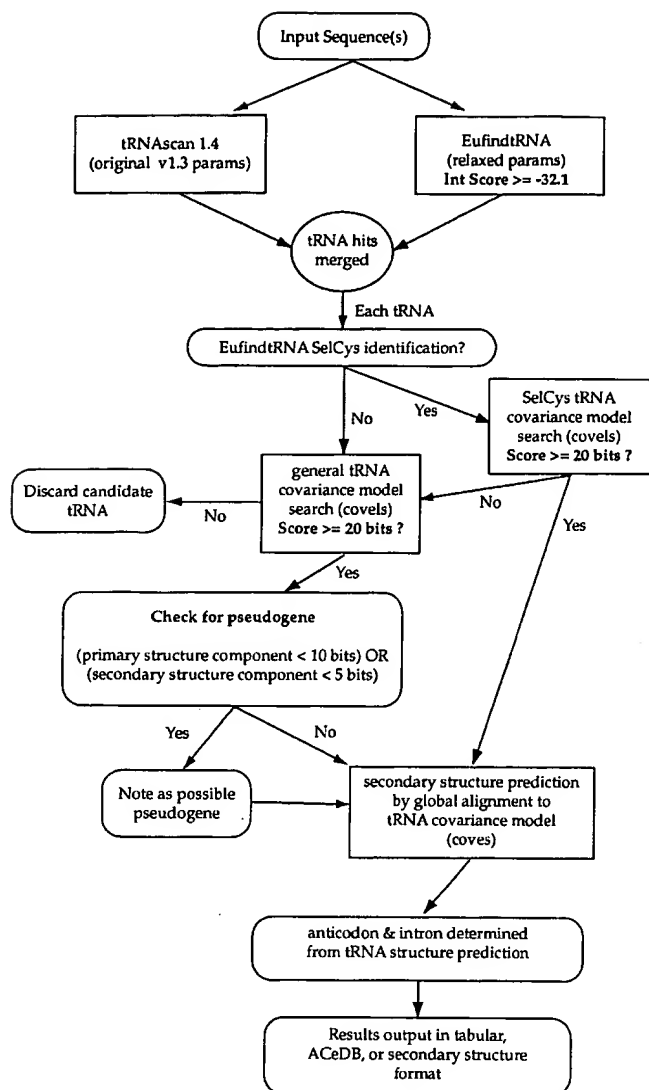 Input Sequence(s)
tRNAscan 1.4
(original v1.3 params)
EufindtRNA
(relaxed params)
Int Score >= -32.1
tRNA hits
merged
Each tRNA
EufindtRNA SelCys identification?
No
Yes
SelCys tRNA
covariance model
search (covels)
Score >= 20 bits ?
general tRNA
covariance model
search (covels)
Score >= 20 bits ?
Discard candidate
tRNA
No
No
Yes
Yes
Check for pseudogene
(primary structure component < 10 bits) OR
(secondary structure component < 5 bits)
Yes
No
Note as possible
pseudogene
secondary structure prediction
by global alignment to
tRNA covariance model
(coves)
anticodon & intron determined
from tRNA structure prediction
Results output in tabular,
ACeDB, or secondary structure
format